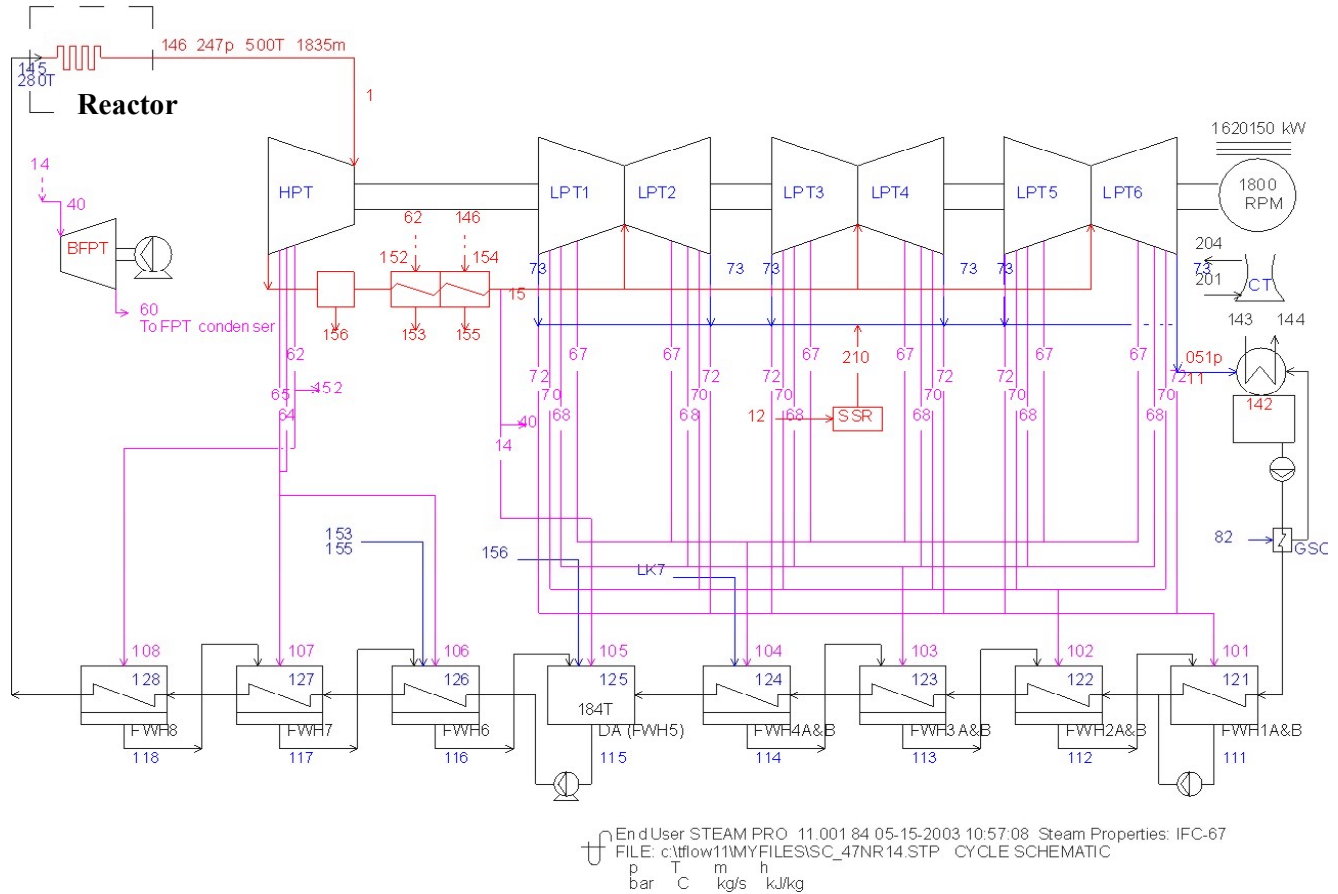 146 247p 500T 1835m
145
280T
Reactor
1
1620150 kW
14
40
HPT
LPT1
LPT2
LPT3
LPT4
LPT5
LPT6
1800
RPM
BFPT
62
146
204
152
154
73
73
73
73
73
73
201
CT
15
60
To FPT condenser
156
153
155
143
144
62
67
67
67
67
67
67
210
051p
11
152
65
64
72
70
68
72
70
68
72
70
68
72
70
68
72
70
68
72
70
68
142
12
SSR
40
14
153
155
156
LK7
82
GSC
108
107
106
105
104
103
102
101
128
127
126
125
124
123
122
121
184T
FWH8
FWH7
FWH6
DA (FWH5)
FWH4A&B
FWH3A&B
FWH2A&B
FWH1A&B
118
117
116
115
114
113
112
111
End User STEAM PRO 11.001 84 05-15-2003 10:57:08 Steam Properties: IFC-67
FILE: c:\tflow11\MYFILES\SC_47NR14.STP CYCLE SCHEMATIC
p T m h
bar C kg/s kJ/kg